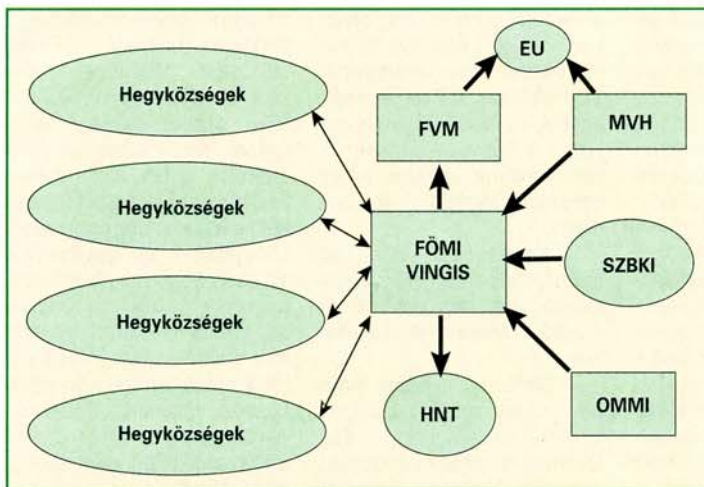 EU
Hegyközségek
FVM
MVH
Hegyközségek
FÖMI
VINGIS
SZBKI
Hegyközségek
HNT
OMMI
Hegyközségek